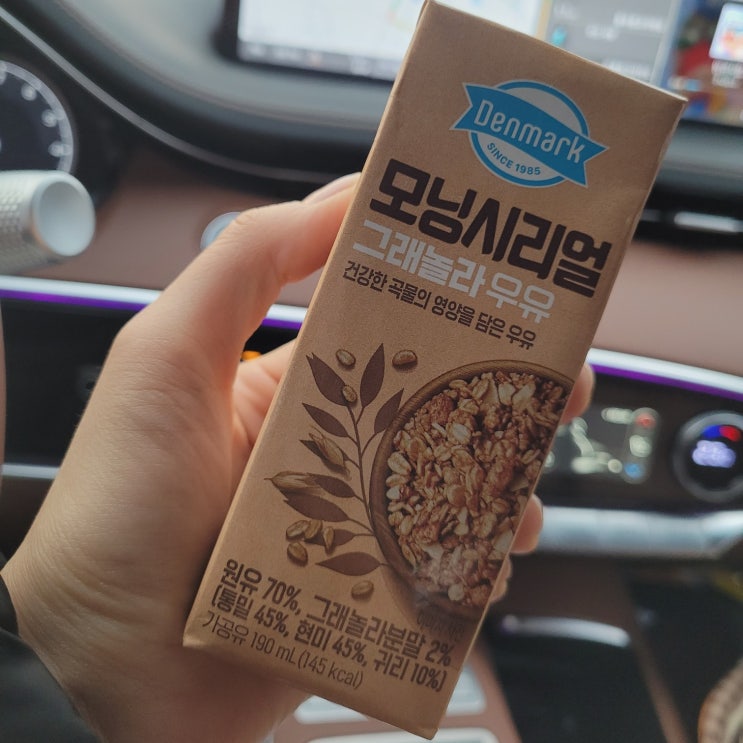 Denmark
SINCE 1985
모닝시리얼
그래놀라 우유
건강한 곡물의 영양을 담은 우유
원유 70%, 그래놀라분말 2%
(통밀 45%, 현미 45%, 귀리 10%)
가공유 190 mL (145 kcal)